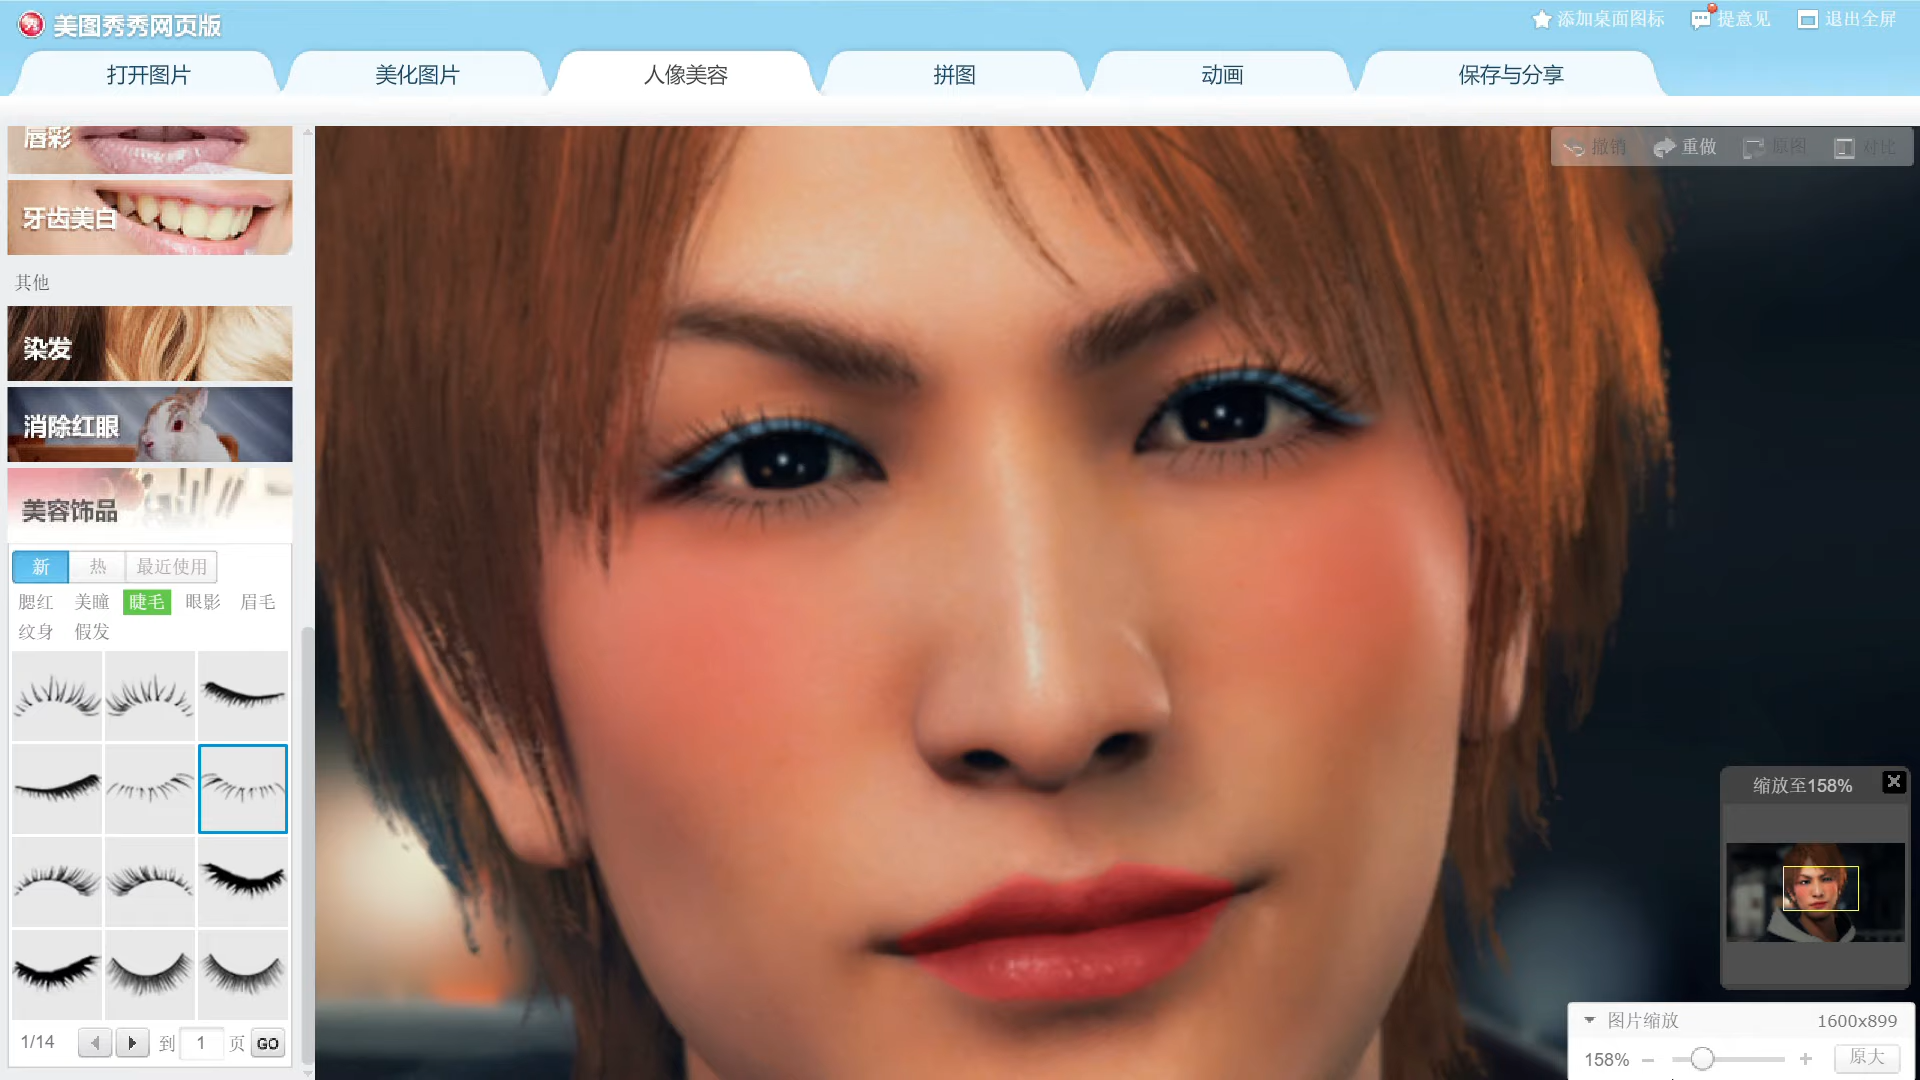 美图秀秀网页版
添加桌面图标
提意见
退出全屏
打开图片
美化图片
人像美容
拼图
动画
保存与分享
撤销
重做
原图
对比
唇彩
牙齿美白
其他
染发
消除红眼
美容饰品
新
热
最近使用
腮红
美瞳
睫毛
眼影
眉毛
纹身
假发
1/14
到
1
页
GO
缩放至158%
图片缩放
1600x899
158%
原大